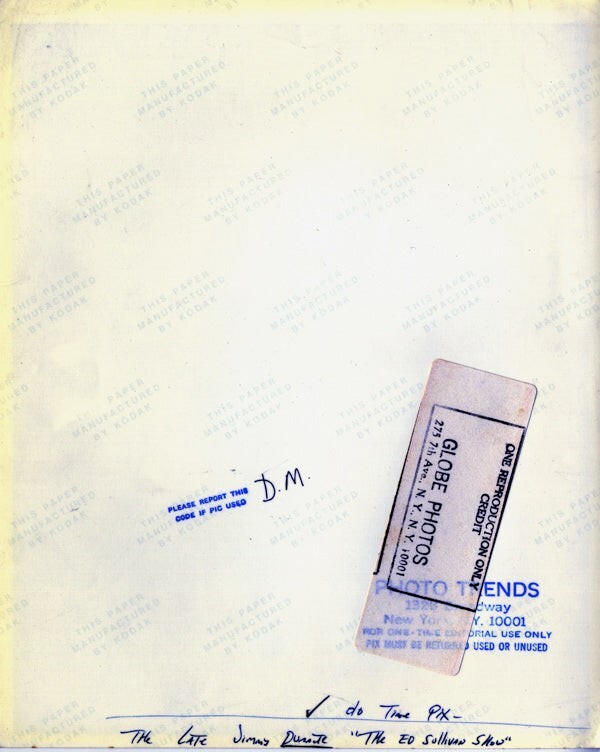 THIS PAPER
MANUFACTURED
BY KODAK
PLEASE REPORT THIS
CODE IF PIC USED
D.M.
ONE REPRODUCTION ONLY
CREDIT
GLOBE PHOTOS
275 7th Ave., N.Y., N.Y. 10001
PHOTO TRENDS
1328 dway
New York Y. 10001
FOR ONE-TIME EDITORIAL USE ONLY
PIX MUST BE RETURNED USED OR UNUSED
✓ do Time PIX-
The Late Jimmy Durante "The Ed Sullivan Show"